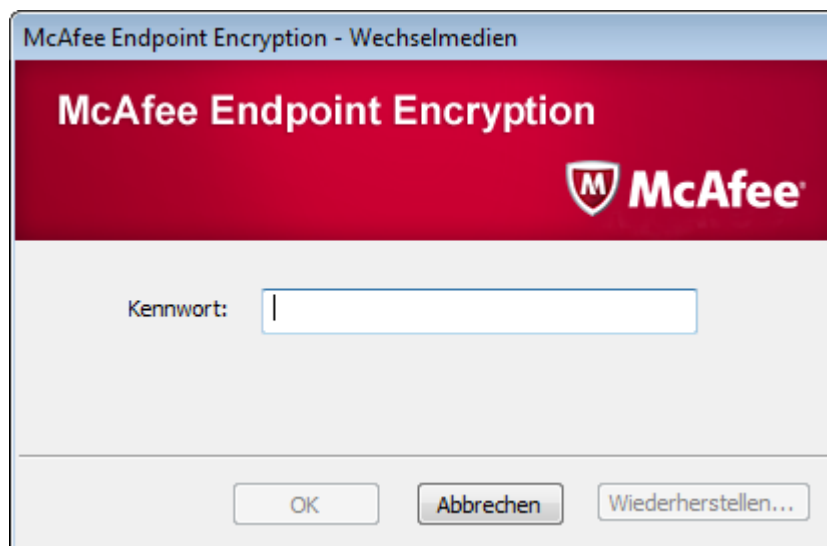 McAfee Endpoint Encryption - Wechselmedien
McAfee Endpoint Encryption
McAfee
Kennwort:
OK
Abbrechen
Wiederherstellen...